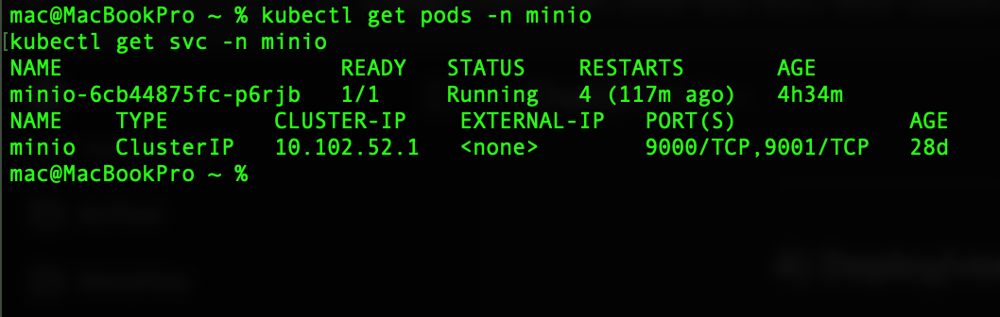 mac@MacBookPro ~ % kubectl get pods -n minio
[kubectl get svc -n minio
NAME                         READY   STATUS    RESTARTS       AGE
minio-6cb44875fc-p6rjb   1/1     Running   4 (117m ago)   4h34m
NAME    TYPE        CLUSTER-IP    EXTERNAL-IP   PORT(S)             AGE
minio   ClusterIP   10.102.52.1   <none>        9000/TCP,9001/TCP   28d
mac@MacBookPro ~ %